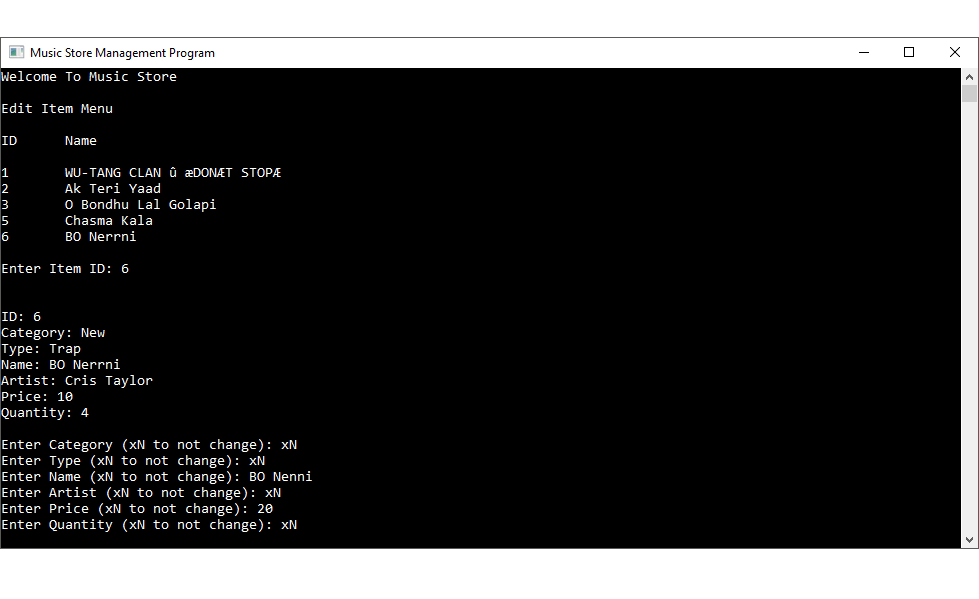 Music Store Management Program
Welcome To Music Store
Edit Item Menu
ID Name
1 WU-TANG CLAN û æDONÆT STOPÆ
2 Ak Teri Yaad
3 O Bondhu Lal Golapi
5 Chasma Kala
6 BO Nerrni
Enter Item ID: 6
ID: 6
Category: New
Type: Trap
Name: BO Nerrni
Artist: Cris Taylor
Price: 10
Quantity: 4
Enter Category (xN to not change): xN
Enter Type (xN to not change): xN
Enter Name (xN to not change): BO Nenni
Enter Artist (xN to not change): xN
Enter Price (xN to not change): 20
Enter Quantity (xN to not change): xN